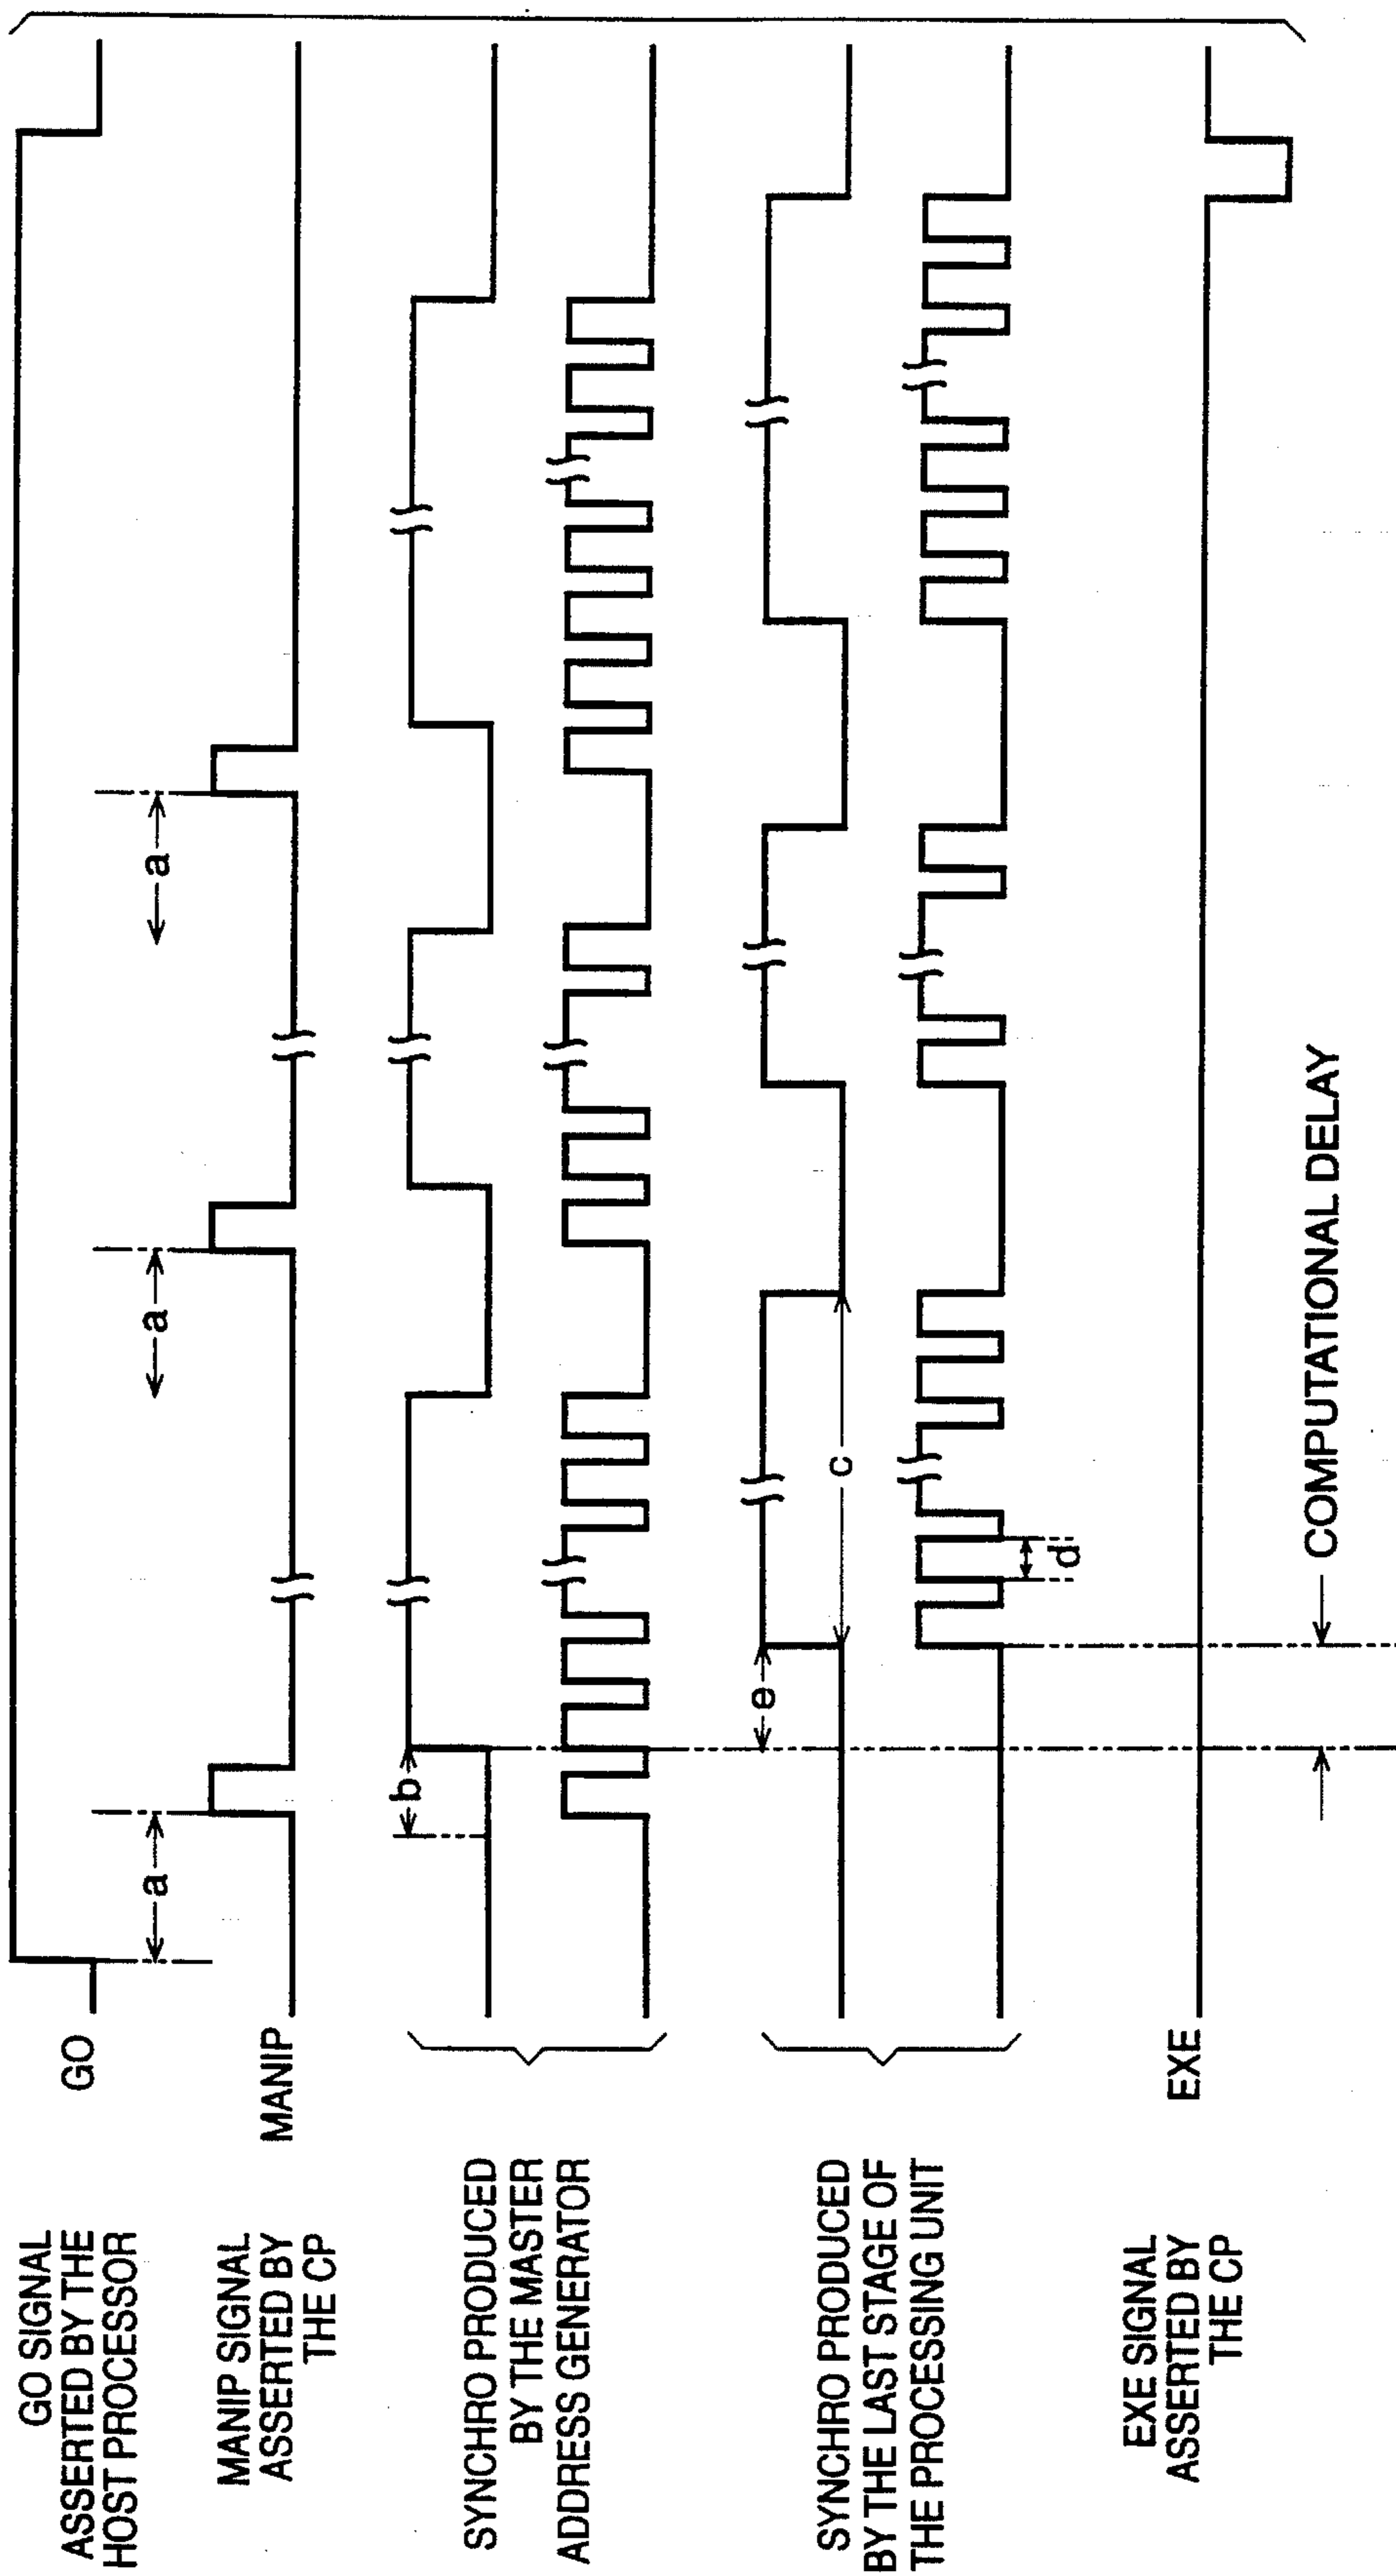 GO SIGNAL
ASSERTED BY THE
HOST PROCESSOR
GO
a
a
a
MANIP SIGNAL
ASSERTED BY
THE CP
MANIP
SYNCHRO PRODUCED
BY THE MASTER
ADDRESS GENERATOR
b
SYNCHRO PRODUCED
BY THE LAST STAGE OF
THE PROCESSING UNIT
e
c
d
EXE SIGNAL
ASSERTED BY
THE CP
EXE
COMPUTATIONAL DELAY